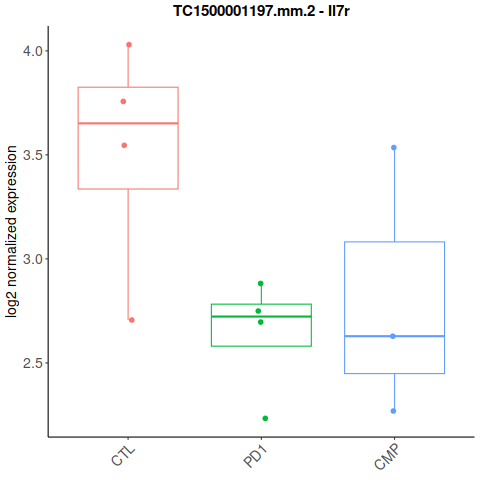 TC1500001197.mm.2 - Il7r
log2 normalized expression
4.0
3.5
3.0
2.5
CTL
PD1
CMP